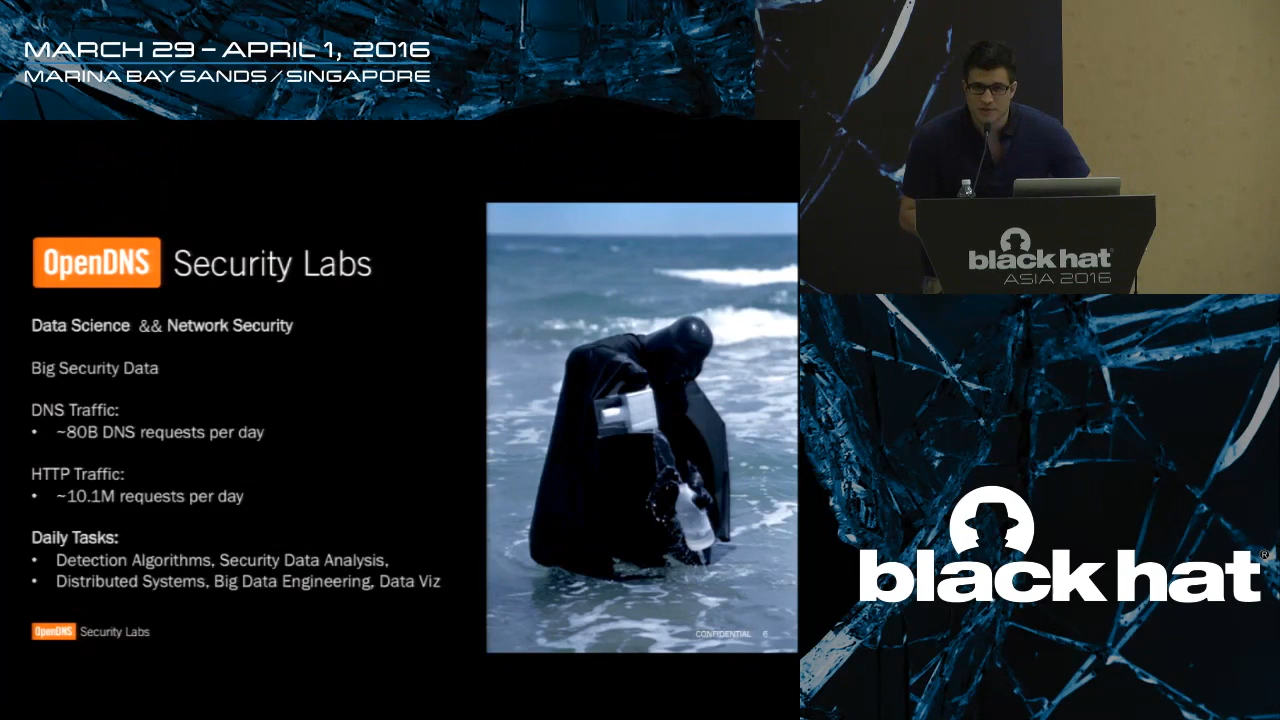 MARCH 29 – APRIL 1, 2016
MARINA BAY SANDS / SINGAPORE
OpenDNS Security Labs
Data Science && Network Security
Big Security Data
DNS Traffic:
• ~80B DNS requests per day
HTTP Traffic:
• ~10.1M requests per day
Daily Tasks:
• Detection Algorithms, Security Data Analysis,
• Distributed Systems, Big Data Engineering, Data Viz
OpenDNS Security Labs
CONFIDENTIAL 6
black hat
ASIA 2016
black hat®